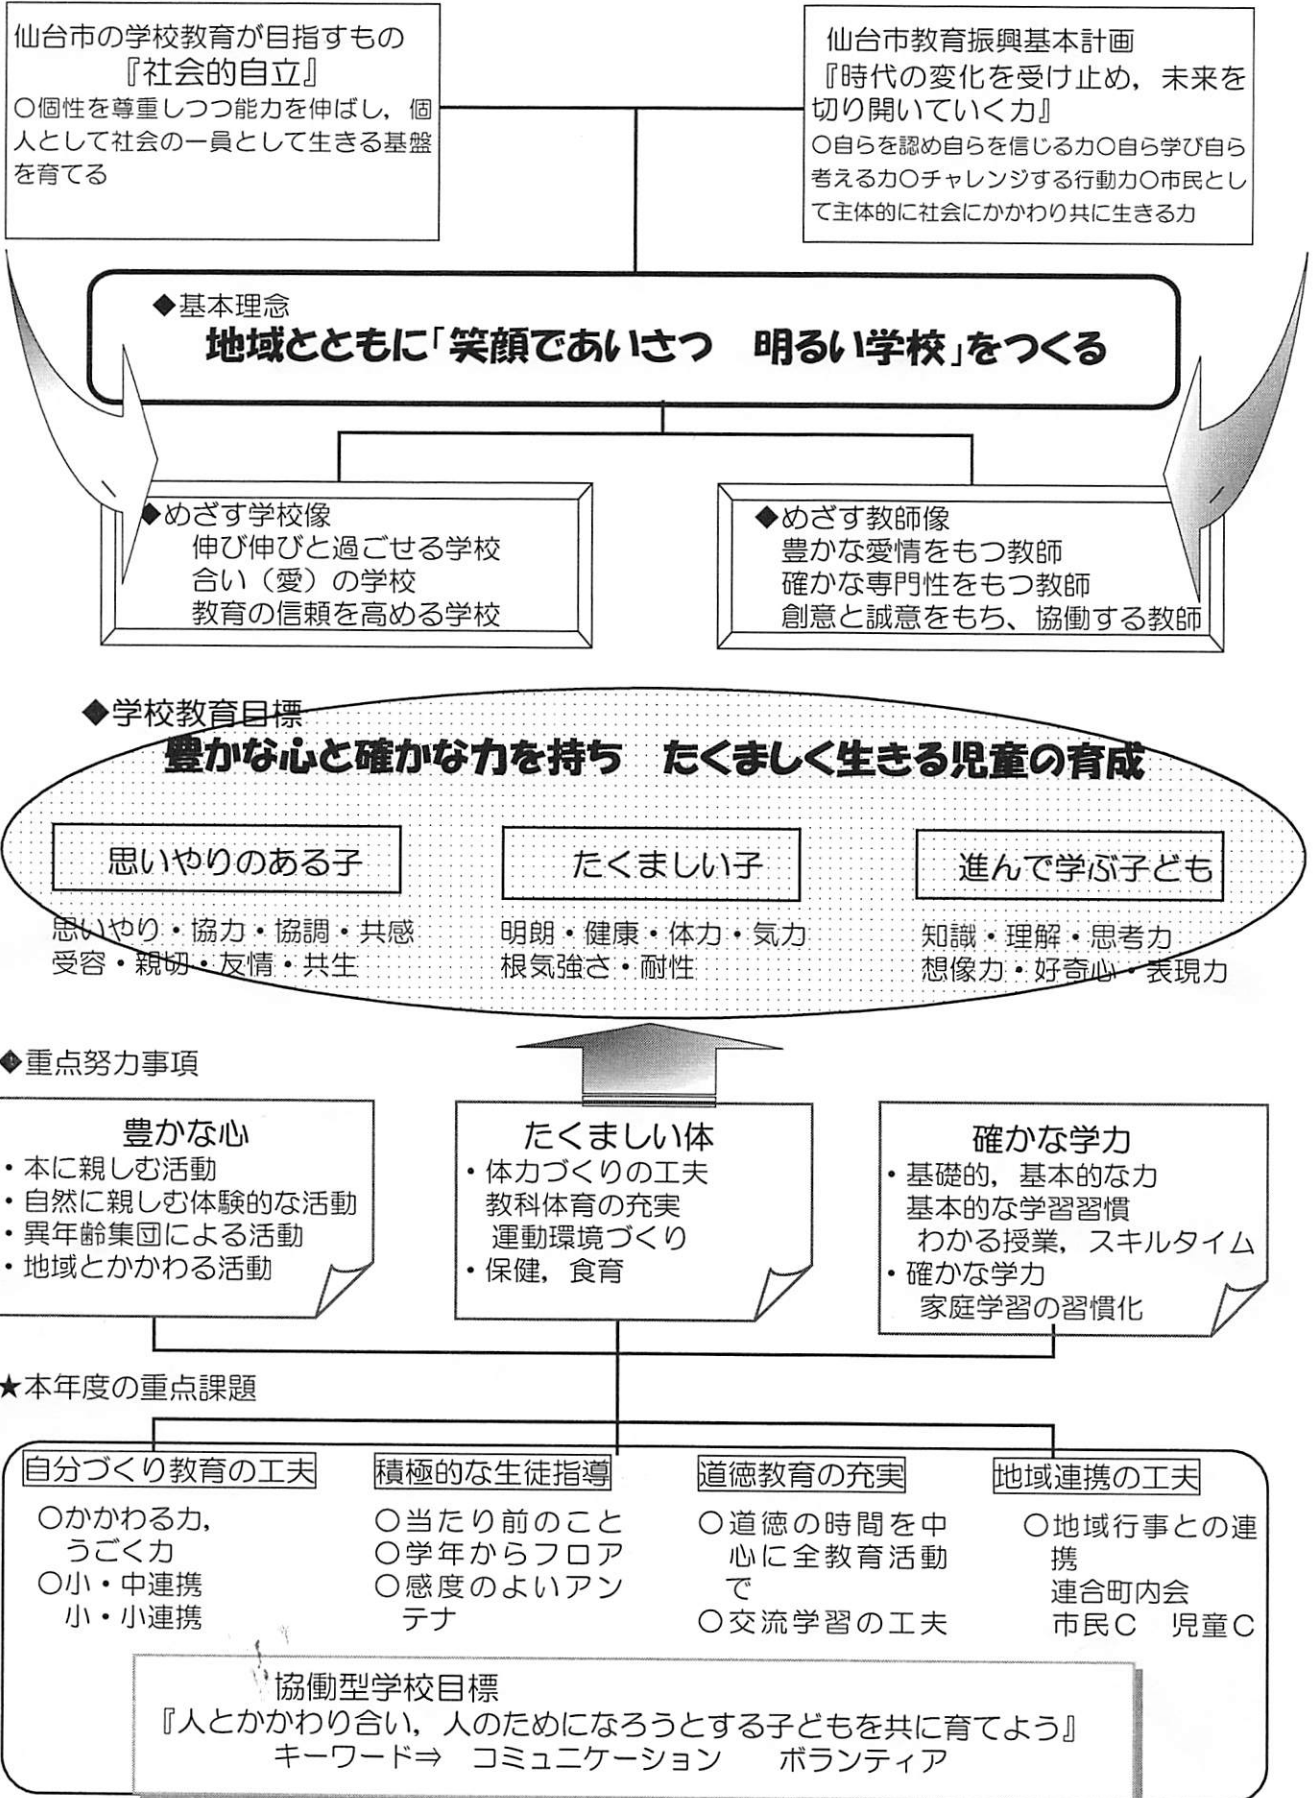 仙台市の学校教育が目指すもの
『社会的自立』
○個性を尊重しつつ能力を伸ばし，個
人として社会の一員として生きる基盤
を育てる
仙台市教育振興基本計画
『時代の変化を受け止め，未来を
切り開いていく力』
○自らを認め自らを信じる力○自ら学び自ら
考える力○チャレンジする行動力○市民とし
て主体的に社会にかかわり共に生きる力
◆基本理念
地域とともに「笑顔であいさつ　明るい学校」をつくる
◆めざす学校像
伸び伸びと過ごせる学校
合い（愛）の学校
教育の信頼を高める学校
◆めざす教師像
豊かな愛情をもつ教師
確かな専門性をもつ教師
創意と誠意をもち、協働する教師
◆学校教育目標
豊かな心と確かな力を持ち　たくましく生きる児童の育成
思いやりのある子
思いやり・協力・協調・共感
受容・親切・友情・共生
たくましい子
明朗・健康・体力・気力
根気強さ・耐性
進んで学ぶ子ども
知識・理解・思考力
想像力・好奇心・表現力
◆重点努力事項
豊かな心
・本に親しむ活動
・自然に親しむ体験的な活動
・異年齢集団による活動
・地域とかかわる活動
たくましい体
・体力づくりの工夫
教科体育の充実
運動環境づくり
・保健，食育
確かな学力
・基礎的，基本的な力
基本的な学習習慣
わかる授業，スキルタイム
・確かな学力
家庭学習の習慣化
★本年度の重点課題
自分づくり教育の工夫
○かかわる力，
うごく力
○小・中連携
小・小連携
積極的な生徒指導
○当たり前のこと
○学年からフロア
○感度のよいアン
テナ
道徳教育の充実
○道徳の時間を中
心に全教育活動
で
○交流学習の工夫
地域連携の工夫
○地域行事との連
携
連合町内会
市民C　児童C
協働型学校目標
『人とかかわり合い，人のためになろうとする子どもを共に育てよう』
キーワード⇒　コミュニケーション　　ボランティア